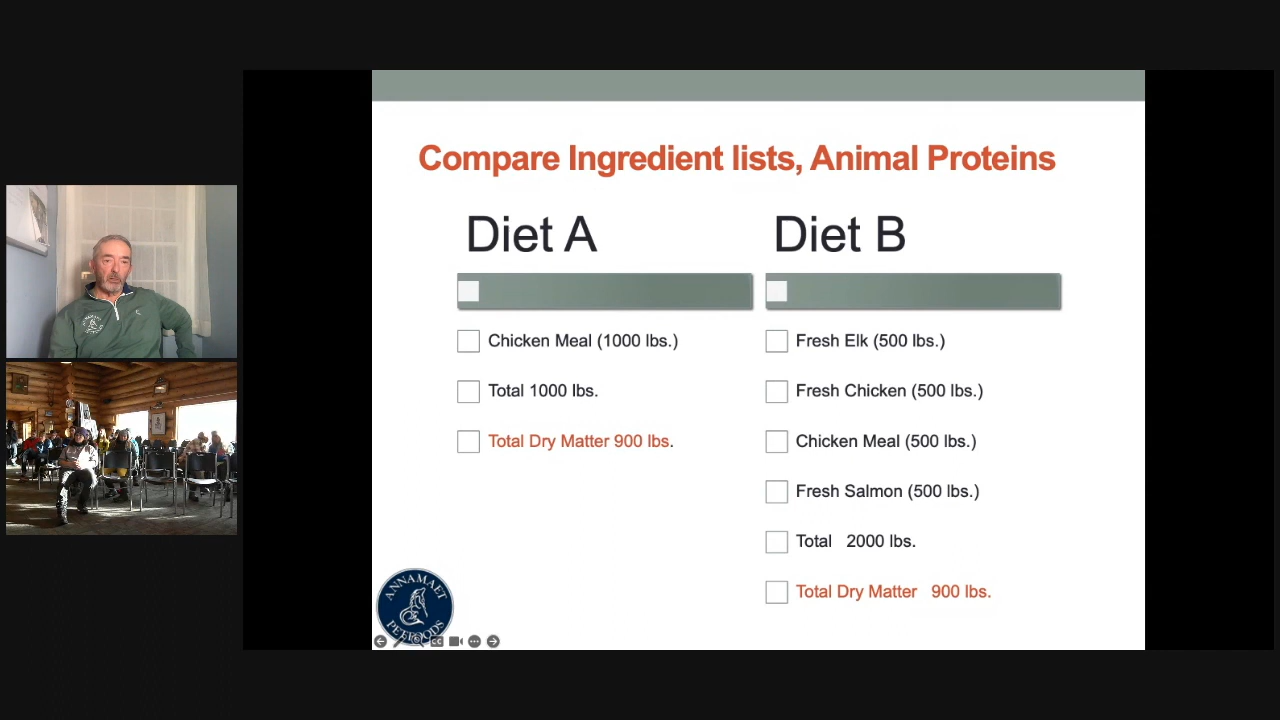 Compare Ingredient lists, Animal Proteins
Diet A
Chicken Meal (1000 lbs.)
Total 1000 lbs.
Total Dry Matter 900 lbs.
Diet B
Fresh Elk (500 lbs.)
Fresh Chicken (500 lbs.)
Chicken Meal (500 lbs.)
Fresh Salmon (500 lbs.)
Total 2000 lbs.
Total Dry Matter 900 lbs.
ANNAMAET
PETFOODS
CC